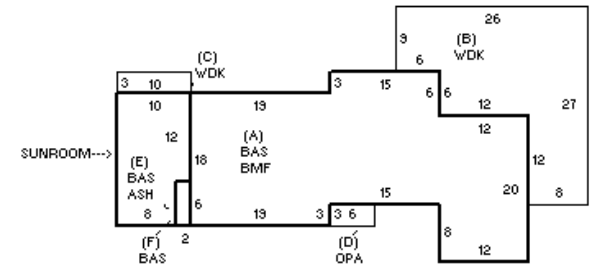 26
(B)
WDK
9
6
(C)
WDK
3 10
3 15
6 6
12
27
10
19
12
12
SUNROOM--->
(E)
BAS
ASH
18
(A)
BAS
BMF
12
20
8
15
8 6
19
3 3 6
8
2
(F)
BAS
(D)
OPA
12